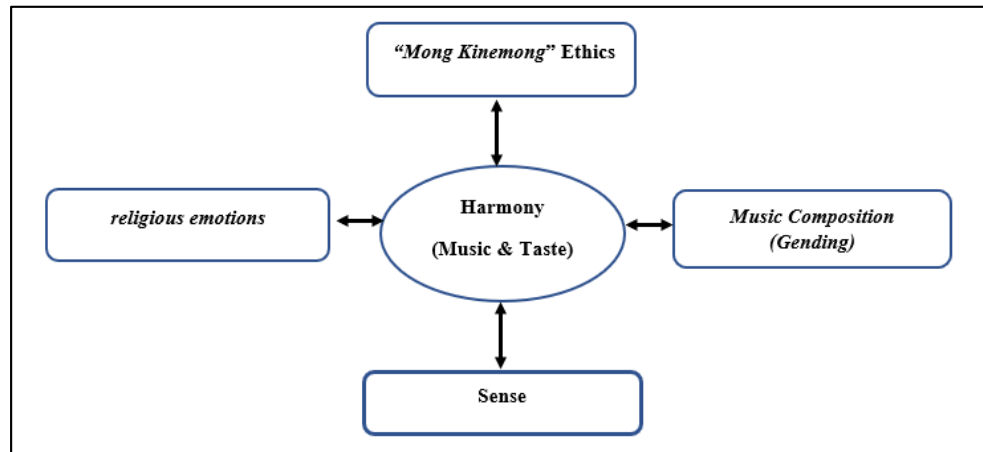 “Mong Kinemong” Ethics
religious emotions
Harmony
(Music & Taste)
Music Composition
(Gending)
Sense